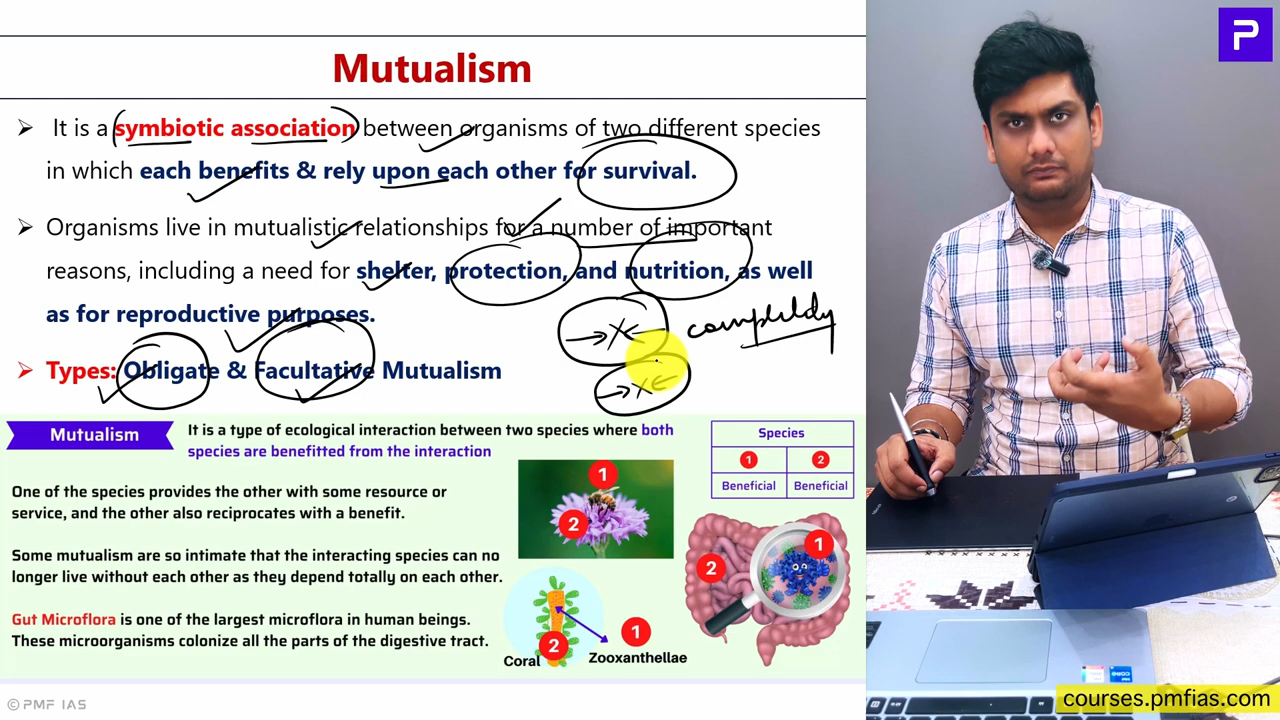 Mutualism
It is a symbiotic association between organisms of two different species
in which each benefits & rely upon each other for survival.
Organisms live in mutualistic relationships for a number of important
reasons, including a need for shelter, protection, and nutrition, as well
as for reproductive purposes.
completely
Types: Obligate & Facultative Mutualism
Mutualism
It is a type of ecological interaction between two species where both
species are benefitted from the interaction
Species
1 2
Beneficial Beneficial
One of the species provides the other with some resource or
service, and the other also reciprocates with a benefit.
Some mutualism are so intimate that the interacting species can no
longer live without each other as they depend totally on each other.
Gut Microflora is one of the largest microflora in human beings.
These microorganisms colonize all the parts of the digestive tract.
1
2
1
2
1
2
Coral
Zooxanthellae
© PMF IAS
P
courses.pmfias.com